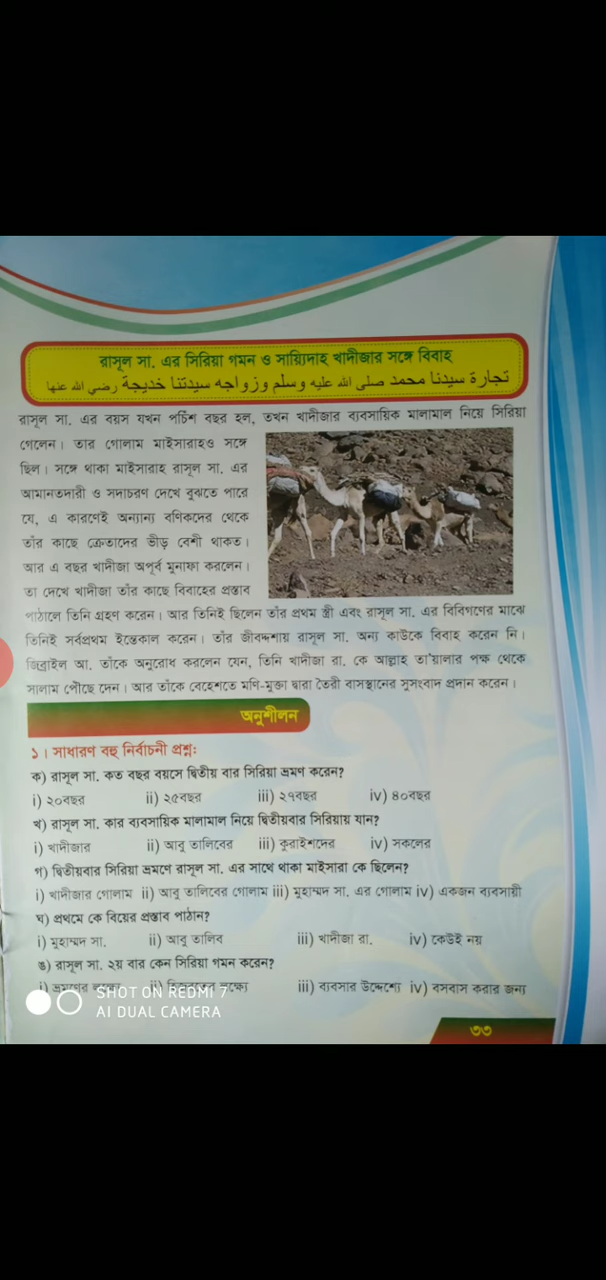 রাসূল সা. এর সিরিয়া গমন ও সায়্যিদাহ খাদীজার সঙ্গে বিবাহ
تجارة سيدنا محمد صلى الله عليه وسلم وزواجه سيدتنا خديجة رضي الله عنها
রাসূল সা. এর বয়স যখন পচিঁশ বছর হল, তখন খাদীজার ব্যবসায়িক মালামাল নিয়ে সিরিয়া
গেলেন। তার গোলাম মাইসারাহও সঙ্গে
ছিল। সঙ্গে থাকা মাইসারাহ রাসূল সা. এর
আমানতদারী ও সদাচরণ দেখে বুঝতে পারে
যে, এ কারণেই অন্যান্য বণিকদের থেকে
তাঁর কাছে ক্রেতাদের ভীড় বেশী থাকত।
আর এ বছর খাদীজা অপূর্ব মুনাফা করলেন।
তা দেখে খাদীজা তাঁর কাছে বিবাহের প্রস্তাব
পাঠালে তিনি গ্রহণ করেন। আর তিনিই ছিলেন তাঁর প্রথম স্ত্রী এবং রাসূল সা. এর বিবিগণের মাঝে
তিনিই সর্বপ্রথম ইন্তেকাল করেন। তাঁর জীবদ্দশায় রাসূল সা. অন্য কাউকে বিবাহ করেন নি।
জিব্রাইল আ. তাঁকে অনুরোধ করলেন যেন, তিনি খাদীজা রা. কে আল্লাহ তা'য়ালার পক্ষ থেকে
সালাম পৌছে দেন। আর তাঁকে বেহেশতে মণি-মুক্তা দ্বারা তৈরী বাসস্থানের সুসংবাদ প্রদান করেন।
অনুশীলন
১। সাধারণ বহু নির্বাচনী প্রশ্ন:
ক) রাসূল সা. কত বছর বয়সে দ্বিতীয় বার সিরিয়া ভ্রমণ করেন?
i) ২০বছর ii) ২৫বছর iii) ২৭বছর iv) ৪০বছর
খ) রাসূল সা. কার ব্যবসায়িক মালামাল নিয়ে দ্বিতীয়বার সিরিয়ায় যান?
i) খাদীজার ii) আবু তালিবের iii) কুরাইশদের iv) সকলের
গ) দ্বিতীয়বার সিরিয়া ভ্রমণে রাসূল সা. এর সাথে থাকা মাইসারা কে ছিলেন?
i) খাদীজার গোলাম ii) আবু তালিবের গোলাম iii) মুহাম্মদ সা. এর গোলাম iv) একজন ব্যবসায়ী
ঘ) প্রথমে কে বিয়ের প্রস্তাব পাঠান?
i) মুহাম্মদ সা. ii) আবু তালিব iii) খাদীজা রা. iv) কেউই নয়
ঙ) রাসূল সা. ২য় বার কেন সিরিয়া গমন করেন?
i) ভ্রমণের ii) iii) ব্যবসার উদ্দেশ্যে iv) বসবাস করার জন্য
SHOT ON REDMI 7
AI DUAL CAMERA
৩৩